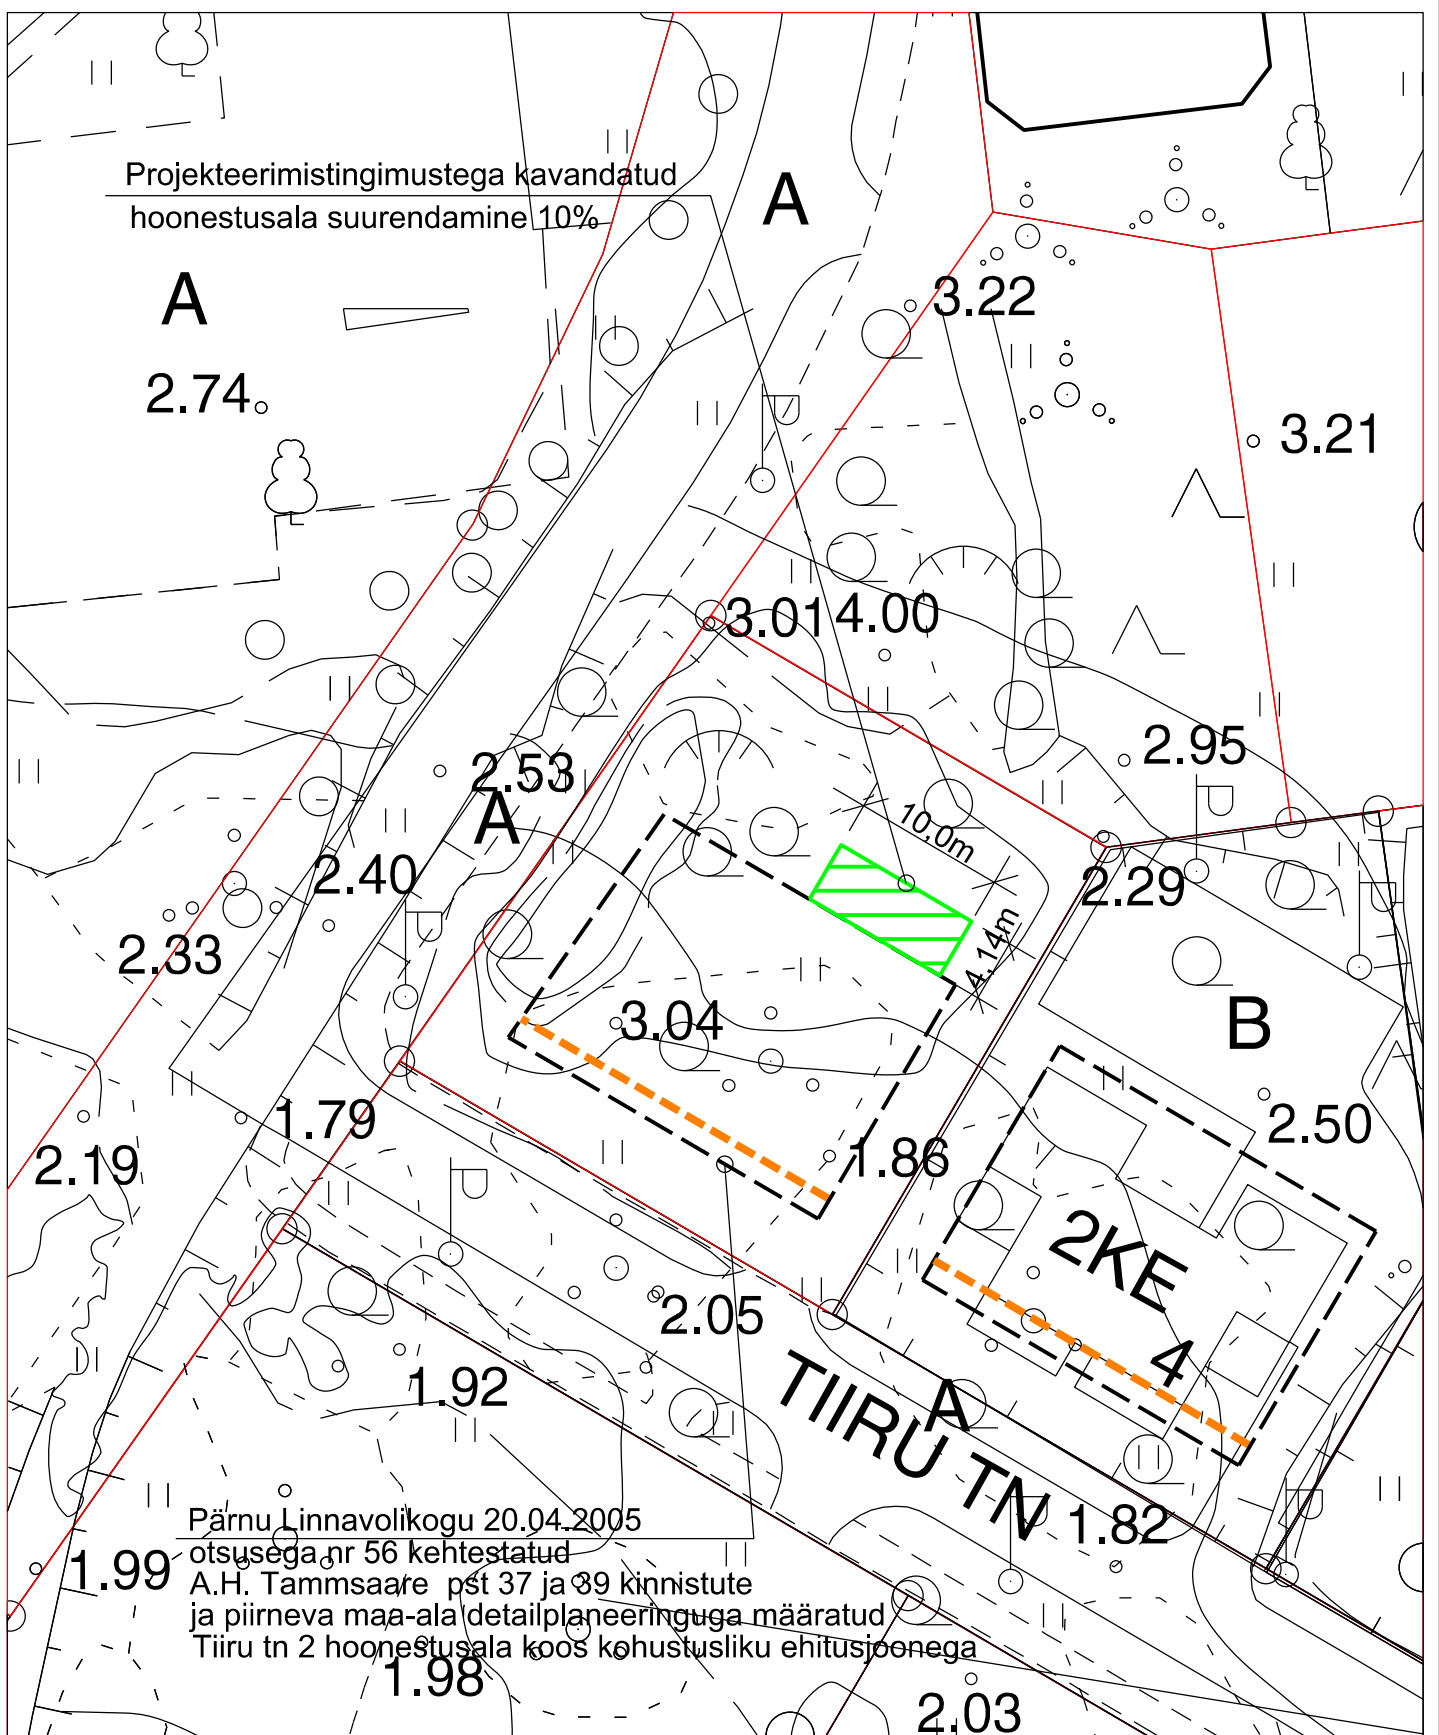 Projekteerimistingimustega kavandatud
hoonestusala suurendamine 10%
A
A
3.22
2.74
3.21
3.01
4.00
2.95
2.53
A
10,0m
2.40
2.29
2.33
4,14m
3.04
B
1.79
2.50
2.19
1.86
2KE
4
2.05
1.92
A
TIIRU TN
1.82
Pärnu Linnavolikogu 20.04.2005
otsusega nr 56 kehtestatud
1.99
A.H. Tammsaare pst 37 ja 39 kinnistute
ja piirneva maa-ala detailplaneeringuga määratud
Tiiru tn 2 hoonestusala koos kohustusliku ehitusjoonega
1.98
2.03